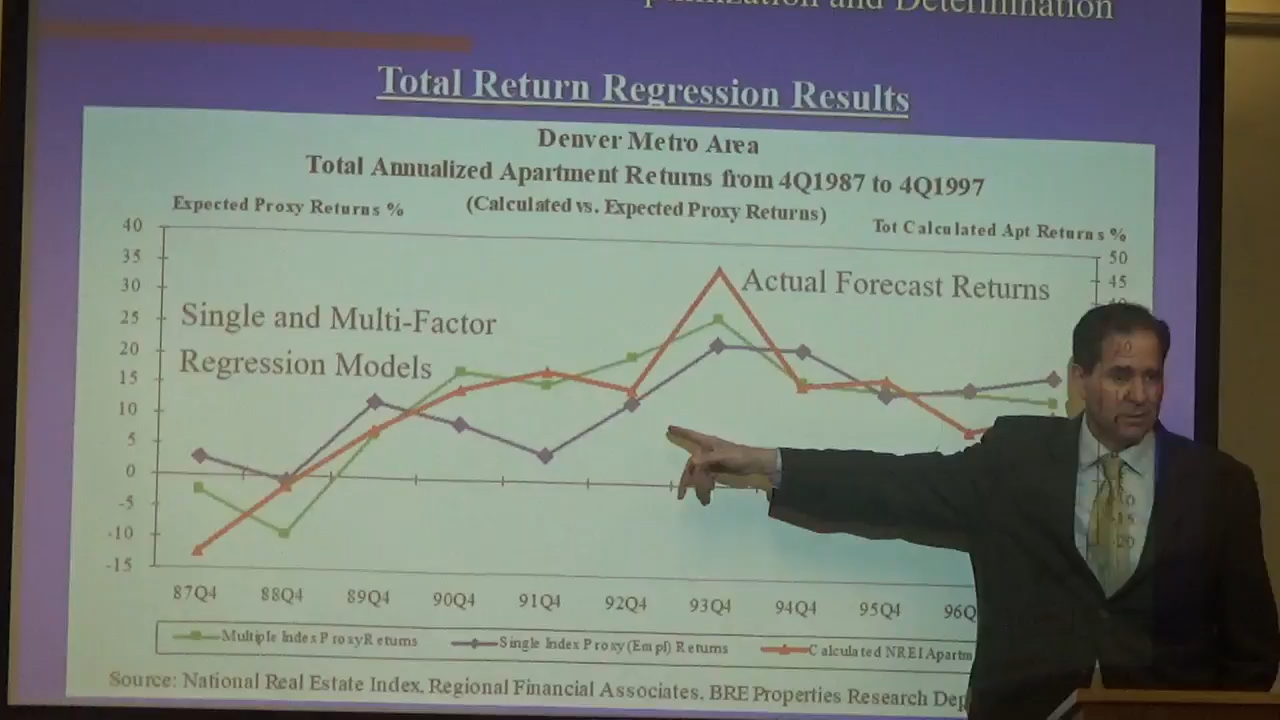 and Determination
Total Return Regression Results
Denver Metro Area
Total Annualized Apartment Returns from 4Q1987 to 4Q1997
Expected Proxy Returns %
(Calculated vs. Expected Proxy Returns)
Tot Calculated Apt Returns %
40
35
30
25
20
15
10
5
0
-5
-10
-15
50
45
Single and Multi-Factor
Regression Models
Actual Forecast Returns
87Q4 88Q4 89Q4 90Q4 91Q4 92Q4 93Q4 94Q4 95Q4 96Q
Multiple Index Proxy Returns Single Index Proxy (Empl) Returns Calculated NREI Apartm
Source: National Real Estate Index, Regional Financial Associates, BRE Properties Research Dep